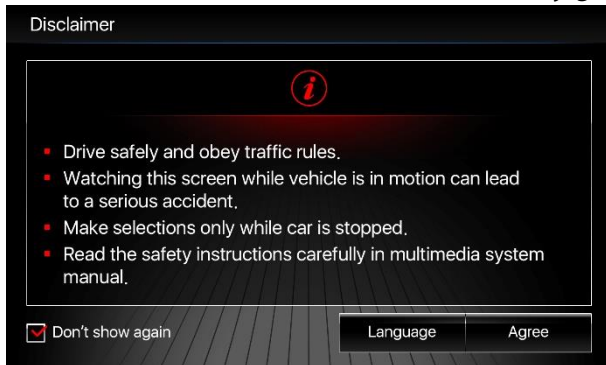 Disclaimer
i
Drive safely and obey traffic rules.
Watching this screen while vehicle is in motion can lead
to a serious accident.
Make selections only while car is stopped.
Read the safety instructions carefully in multimedia system
manual.
Don't show again
Language
Agree